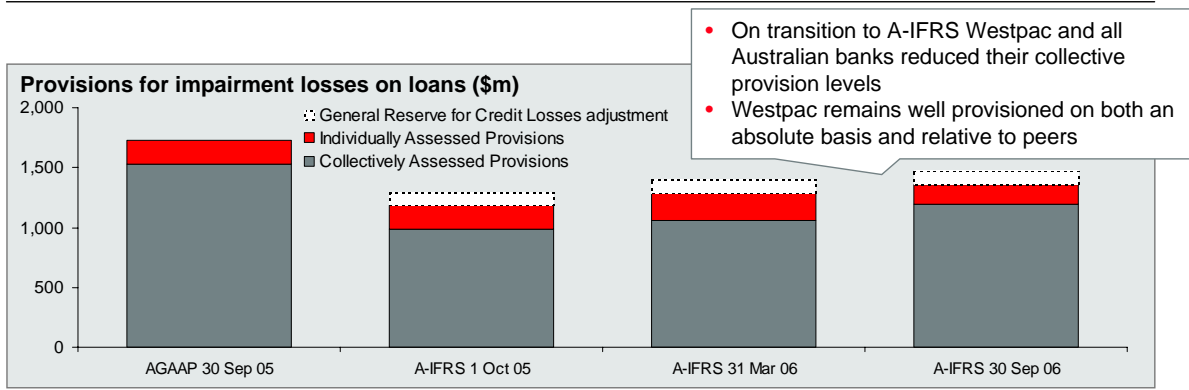 • On transition to A-IFRS Westpac and all
Australian banks reduced their collective
provision levels
• Westpac remains well provisioned on both an
absolute basis and relative to peers
Provisions for impairment losses on loans ($m)
2,000
1,500
1,000
500
0
General Reserve for Credit Losses adjustment
Individually Assessed Provisions
Collectively Assessed Provisions
AGAAP 30 Sep 05
A-IFRS 1 Oct 05
A-IFRS 31 Mar 06
A-IFRS 30 Sep 06